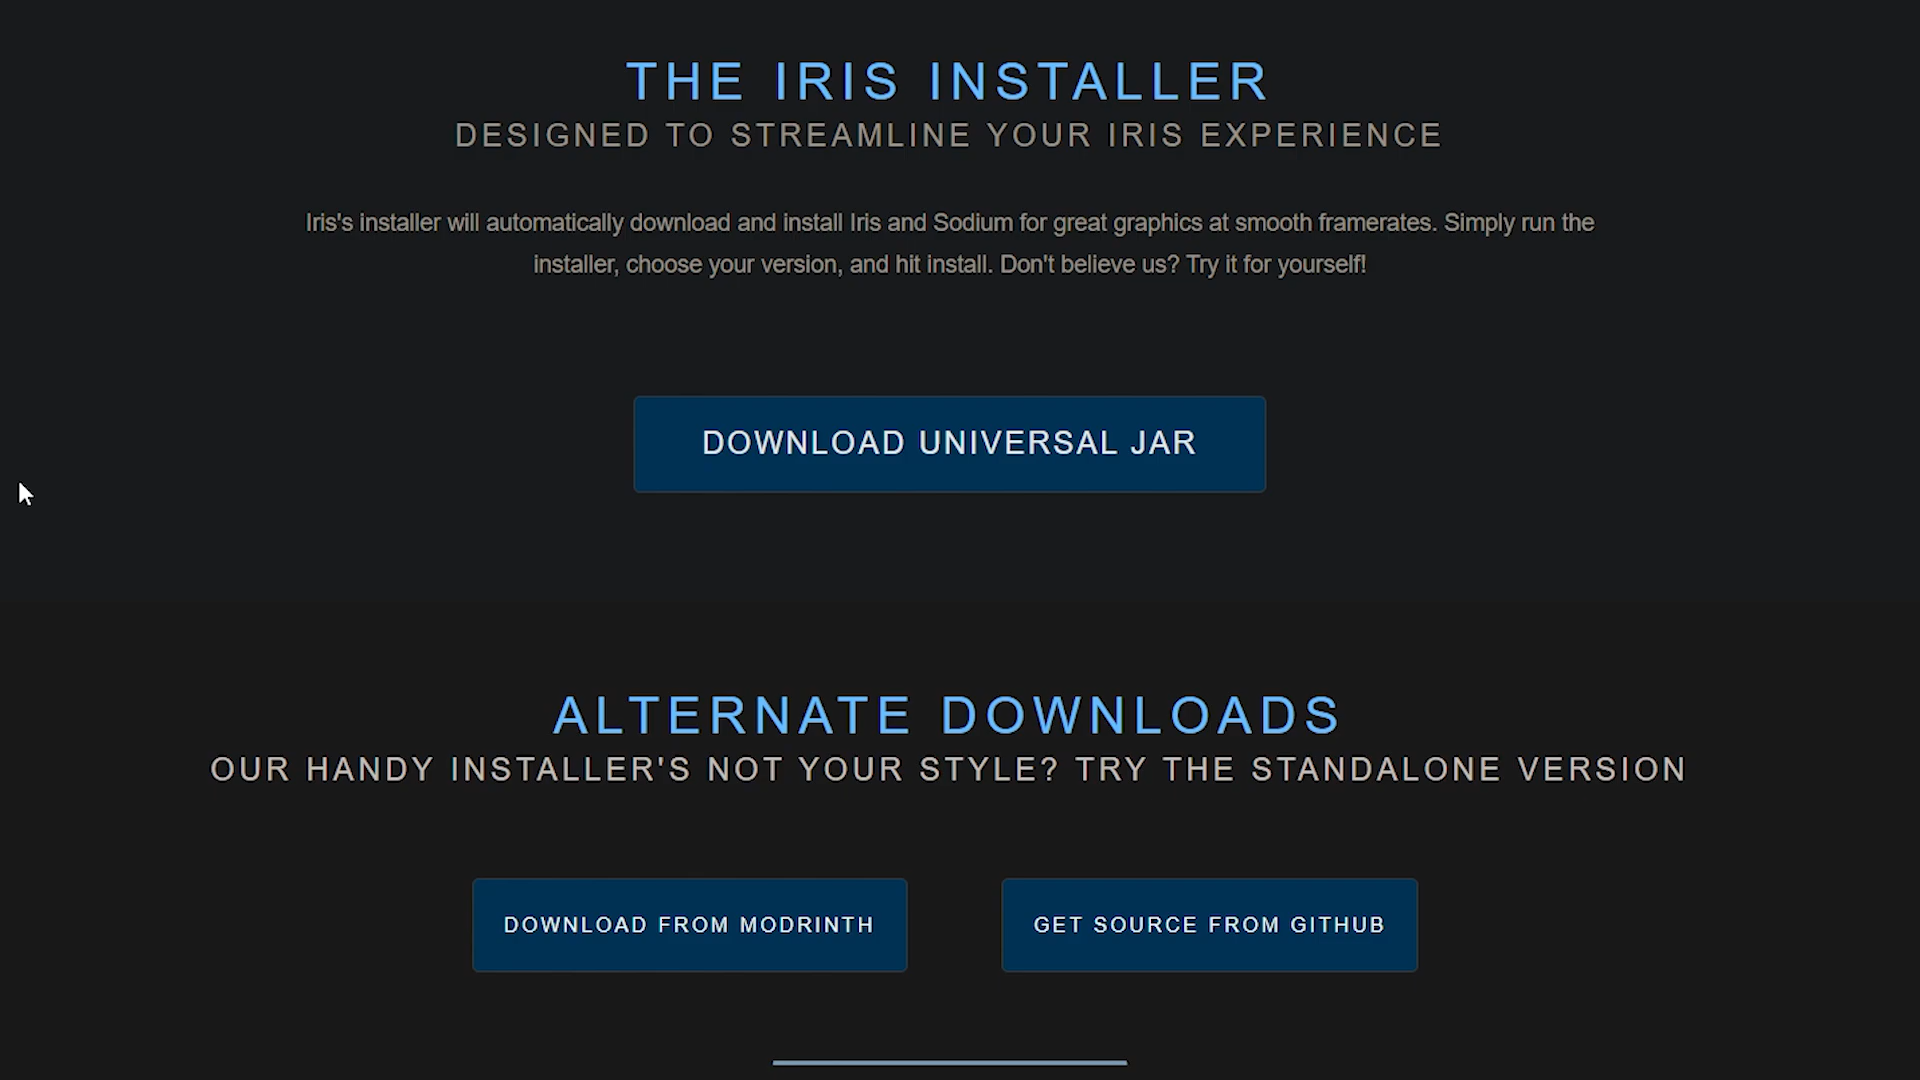 THE IRIS INSTALLER
DESIGNED TO STREAMLINE YOUR IRIS EXPERIENCE
Iris's installer will automatically download and install Iris and Sodium for great graphics at smooth framerates. Simply run the
installer, choose your version, and hit install. Don't believe us? Try it for yourself!
DOWNLOAD UNIVERSAL JAR
ALTERNATE DOWNLOADS
OUR HANDY INSTALLER'S NOT YOUR STYLE? TRY THE STANDALONE VERSION
DOWNLOAD FROM MODRINTH
GET SOURCE FROM GITHUB